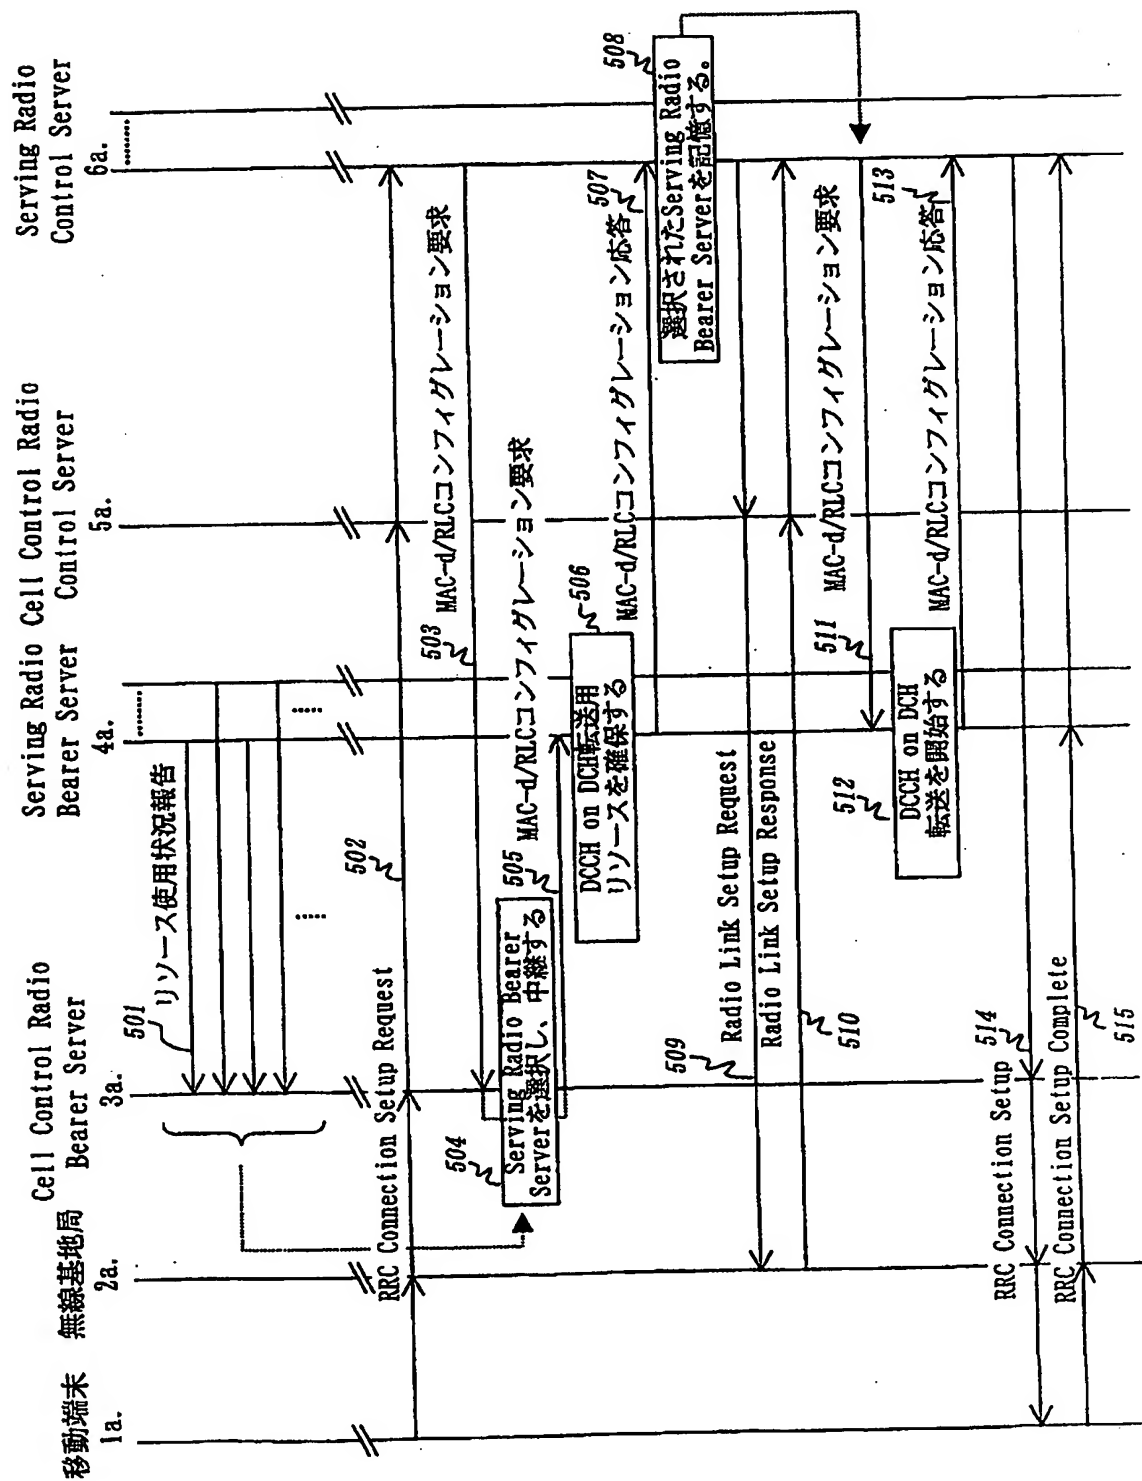 移動端末
1a.
無線基地局
2a.
Cell Control Radio
Bearer Server
3a.
Serving Radio
Bearer Server
4a.
Cell Control Radio
Control Server
5a.
Serving Radio
Control Server
6a.
501
リソース使用状況報告
502
RRC Connection Setup Request
503
MAC-d/RLCコンフィグレーション要求
504
Serving Radio Bearer
Serverを選択し、中継する
505
MAC-d/RLCコンフィグレーション要求
506
DCCH on DCH転送用
リソースを確保する
507
MAC-d/RLCコンフィグレーション応答
508
選択されたServing Radio
Bearer Serverを記憶する。
509
Radio Link Setup Request
Radio Link Setup Response
510
511
MAC-d/RLCコンフィグレーション要求
512
DCCH on DCH
転送を開始する
513
MAC-d/RLCコンフィグレーション応答
514
RRC Connection Setup
RRC Connection Setup Complete
515